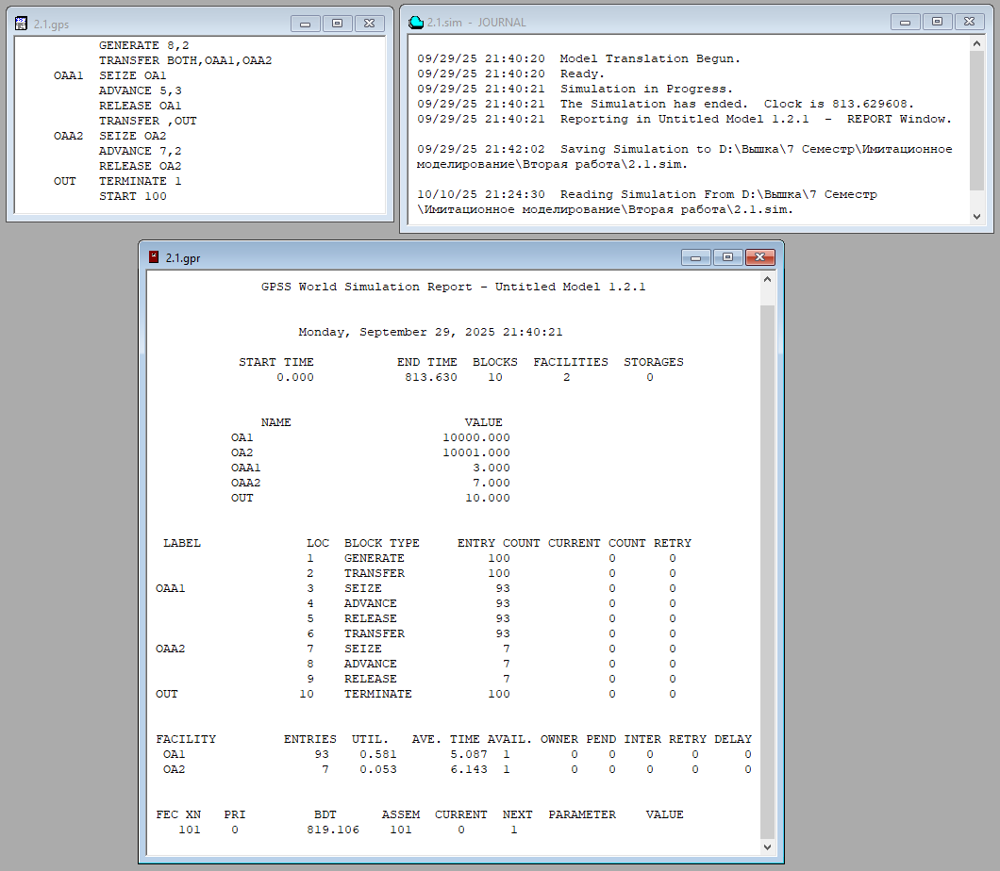 2.1.gps
GENERATE 8,2
TRANSFER BOTH,OAA1,OAA2
OAA1 SEIZE OA1
ADVANCE 5,3
RELEASE OA1
TRANSFER ,OUT
OAA2 SEIZE OA2
ADVANCE 7,2
RELEASE OA2
OUT TERMINATE 1
START 100
2.1.sim - JOURNAL
09/29/25 21:40:20 Model Translation Begun.
09/29/25 21:40:20 Ready.
09/29/25 21:40:21 Simulation in Progress.
09/29/25 21:40:21 The Simulation has ended. Clock is 813.629608.
09/29/25 21:40:21 Reporting in Untitled Model 1.2.1 - REPORT Window.
09/29/25 21:42:02 Saving Simulation to D:\Вышка\7 Семестр\Имитационное
моделирование\Вторая работа\2.1.sim.
10/10/25 21:24:30 Reading Simulation From D:\Вышка\7 Семестр
\Имитационное моделирование\Вторая работа\2.1.sim.
2.1.gpr
GPSS World Simulation Report - Untitled Model 1.2.1
Monday, September 29, 2025 21:40:21
START TIME END TIME BLOCKS FACILITIES STORAGES
0.000 813.630 10 2 0
NAME VALUE
OA1 10000.000
OA2 10001.000
OAA1 3.000
OAA2 7.000
OUT 10.000
LABEL LOC BLOCK TYPE ENTRY COUNT CURRENT COUNT RETRY
1 GENERATE 100 0 0
2 TRANSFER 100 0 0
OAA1 3 SEIZE 93 0 0
4 ADVANCE 93 0 0
5 RELEASE 93 0 0
6 TRANSFER 93 0 0
OAA2 7 SEIZE 7 0 0
8 ADVANCE 7 0 0
9 RELEASE 7 0 0
OUT 10 TERMINATE 100 0 0
FACILITY ENTRIES UTIL. AVE. TIME AVAIL. OWNER PEND INTER RETRY DELAY
OA1 93 0.581 5.087 1 0 0 0 0 0
OA2 7 0.053 6.143 1 0 0 0 0 0
FEC XN PRI BDT ASSEM CURRENT NEXT PARAMETER VALUE
101 0 819.106 101 0 1